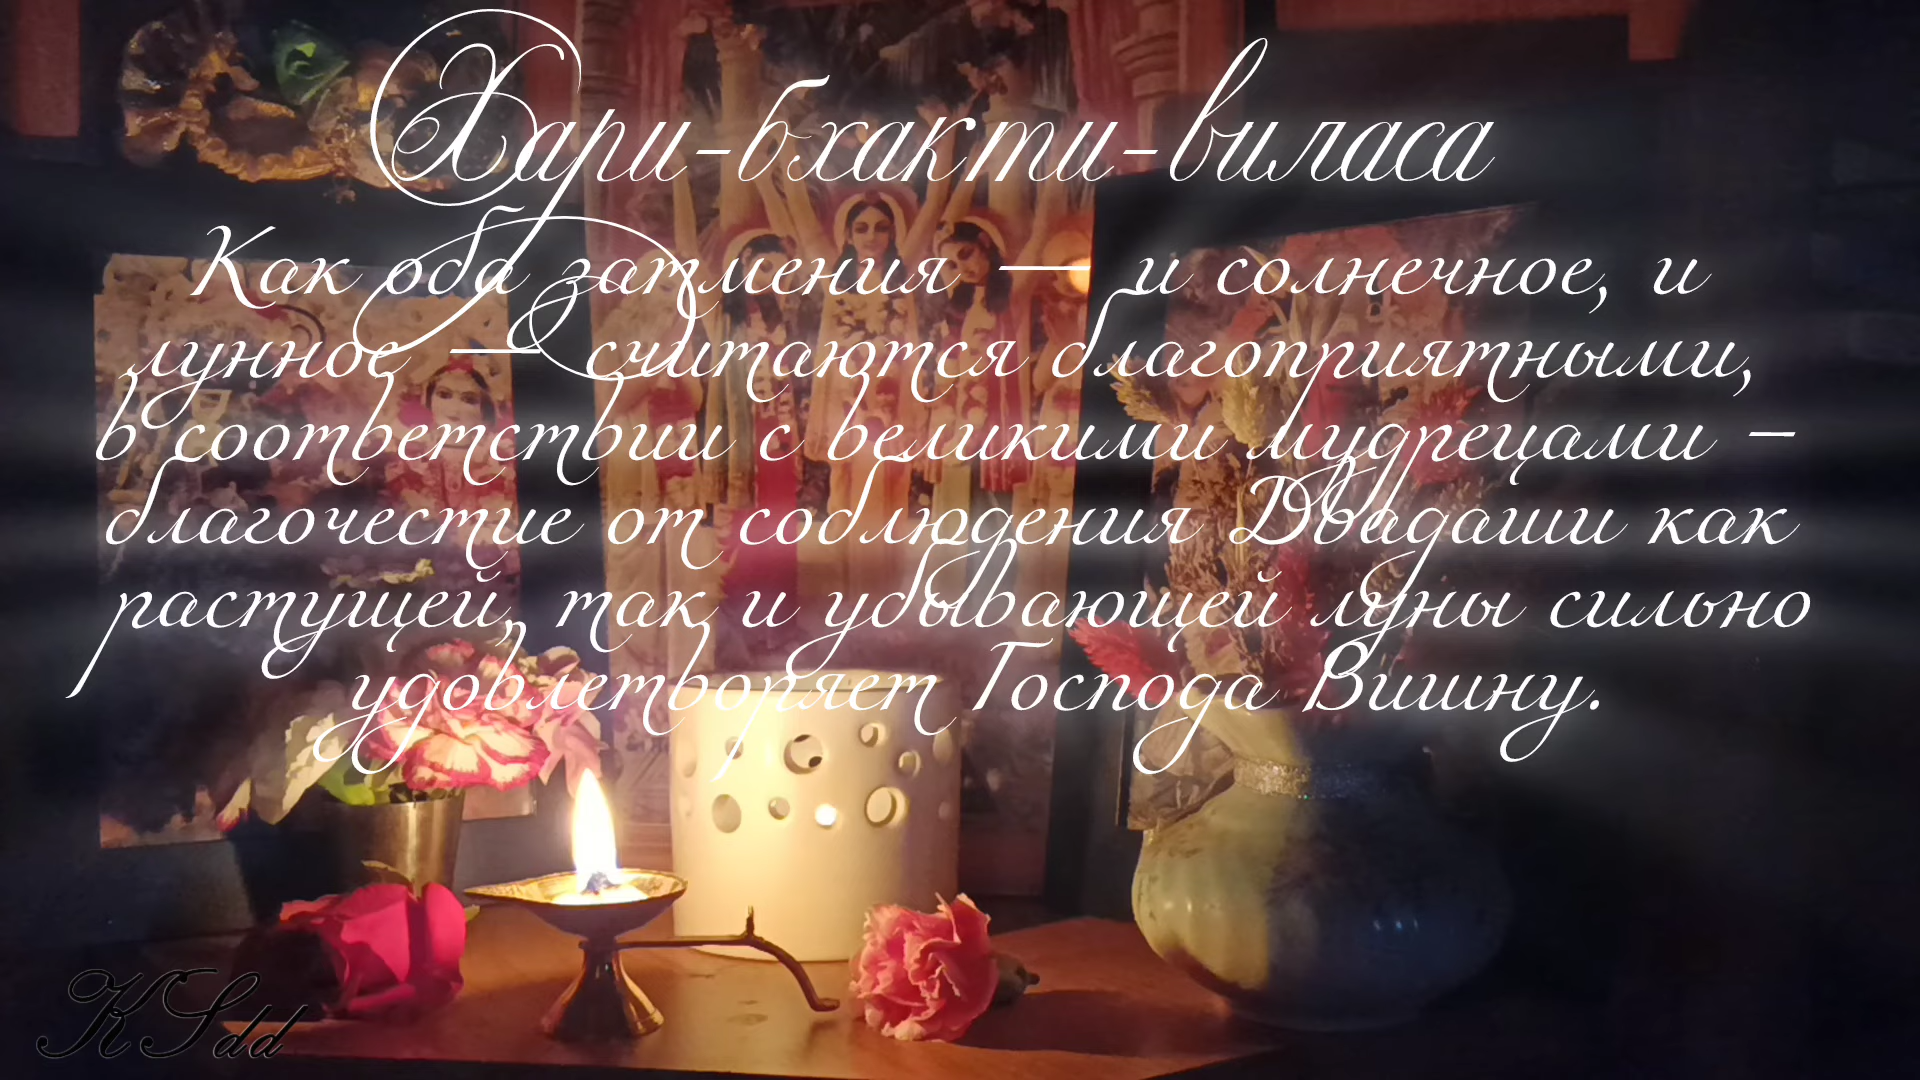 Хари-бхакти-виласа
Как оба затмения — и солнечное, и
лунное — считаются благоприятными,
в соответствии с великими мудрецами –
благочестие от соблюдения Двадаши как
растущей, так и убывающей луны сильно
удовлетворяет Господа Вишну.
KSdd